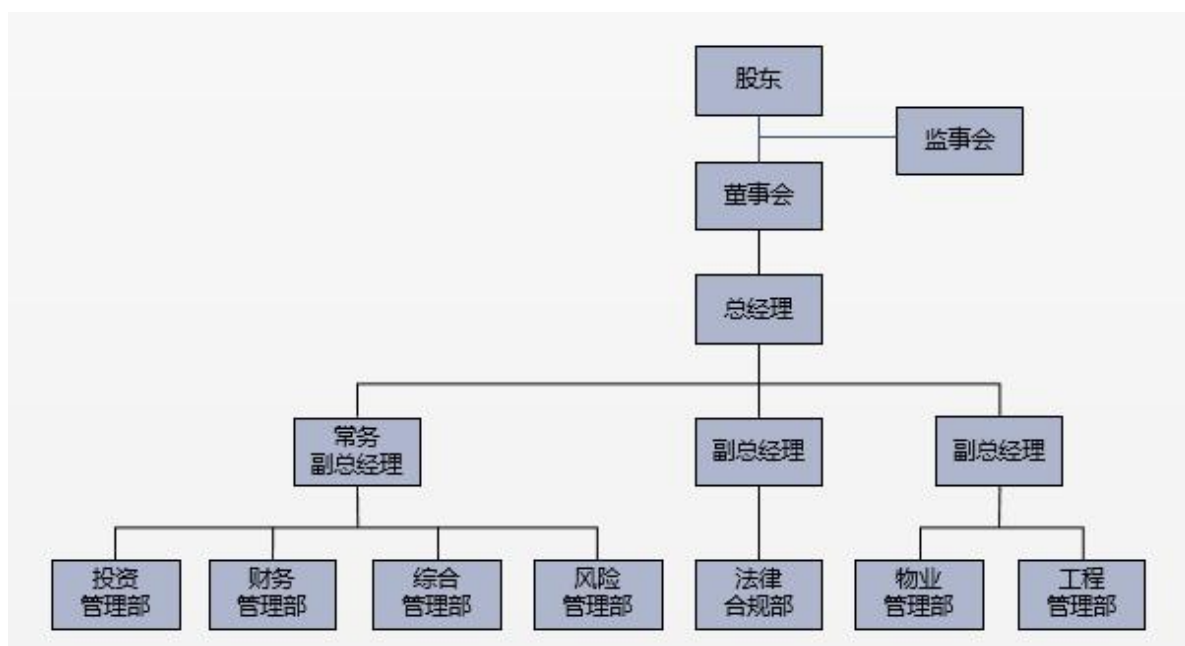 股东
监事会
董事会
总经理
常务
副总经理
副总经理
副总经理
投资
管理部
财务
管理部
综合
管理部
风险
管理部
法律
合规部
物业
管理部
工程
管理部